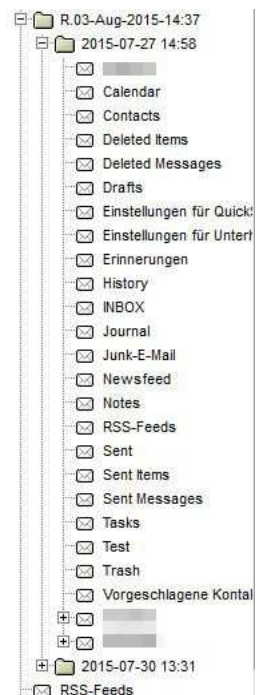 R.03-Aug-2015-14:37
2015-07-27 14:58
Calendar
Contacts
Deleted Items
Deleted Messages
Drafts
Einstellungen für Quick
Einstellungen für Unter
Erinnerungen
History
INBOX
Journal
Junk-E-Mail
Newsfeed
Notes
RSS-Feeds
Sent
Sent Items
Sent Messages
Tasks
Test
Trash
Vorgeschlagene Kontal
2015-07-30 13:31
RSS-Feeds